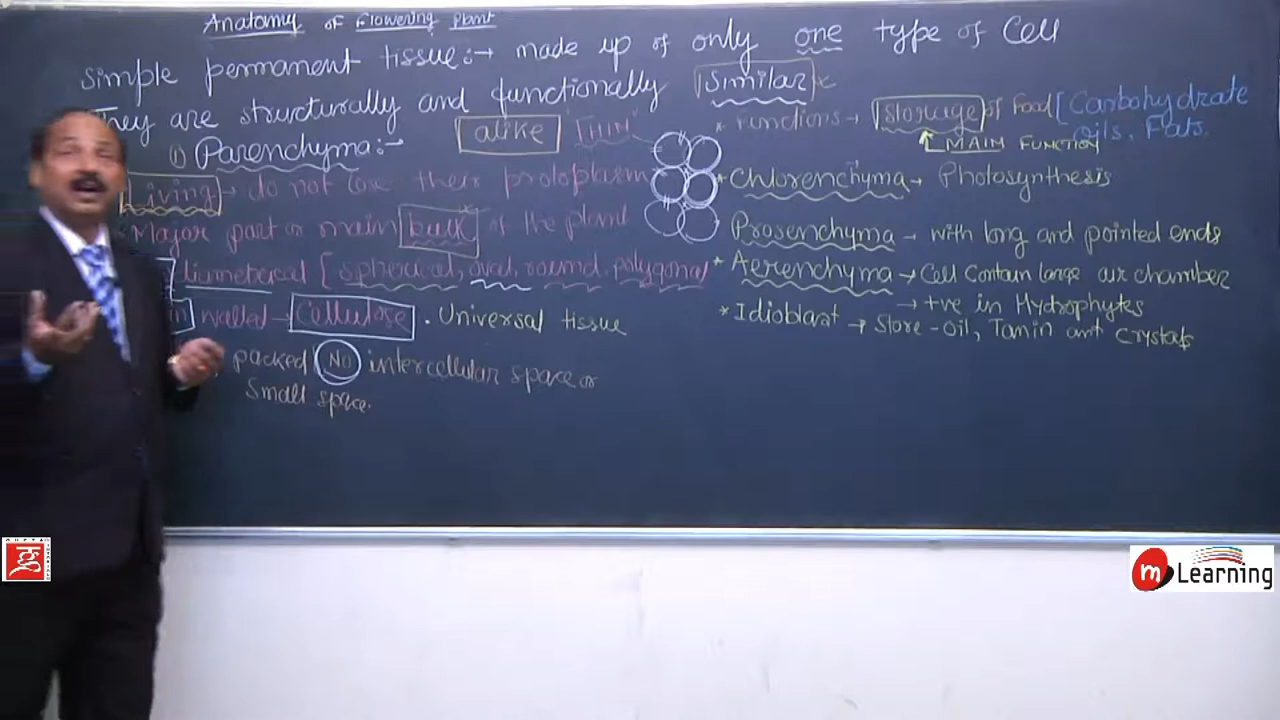 Anatomy of Flowering Plant
Simple permanent tissue:→ made up of only one type of Cell
They are structurally and functionally Similar
(i) Parenchyma:→ alike THIN
Living → do not lose their protoplasm
Major part or main bulk of the plant
diametrical [spherical, oval, round, polygonal
walled → Cellulose . Universal tissue
packed NO intercellular space or
Small space.
* Functions → Storage of food [Carbohydrate
Oils, Fats.
MAIN FUNCTION
* Chlorenchyma → Photosynthesis
Prosenchyma → with long and pointed ends
* Aerenchyma → Cell Contain large air chamber
→ +ve in Hydrophytes
* Idioblant → Store - Oil, Tanin and Crystals
m Learning